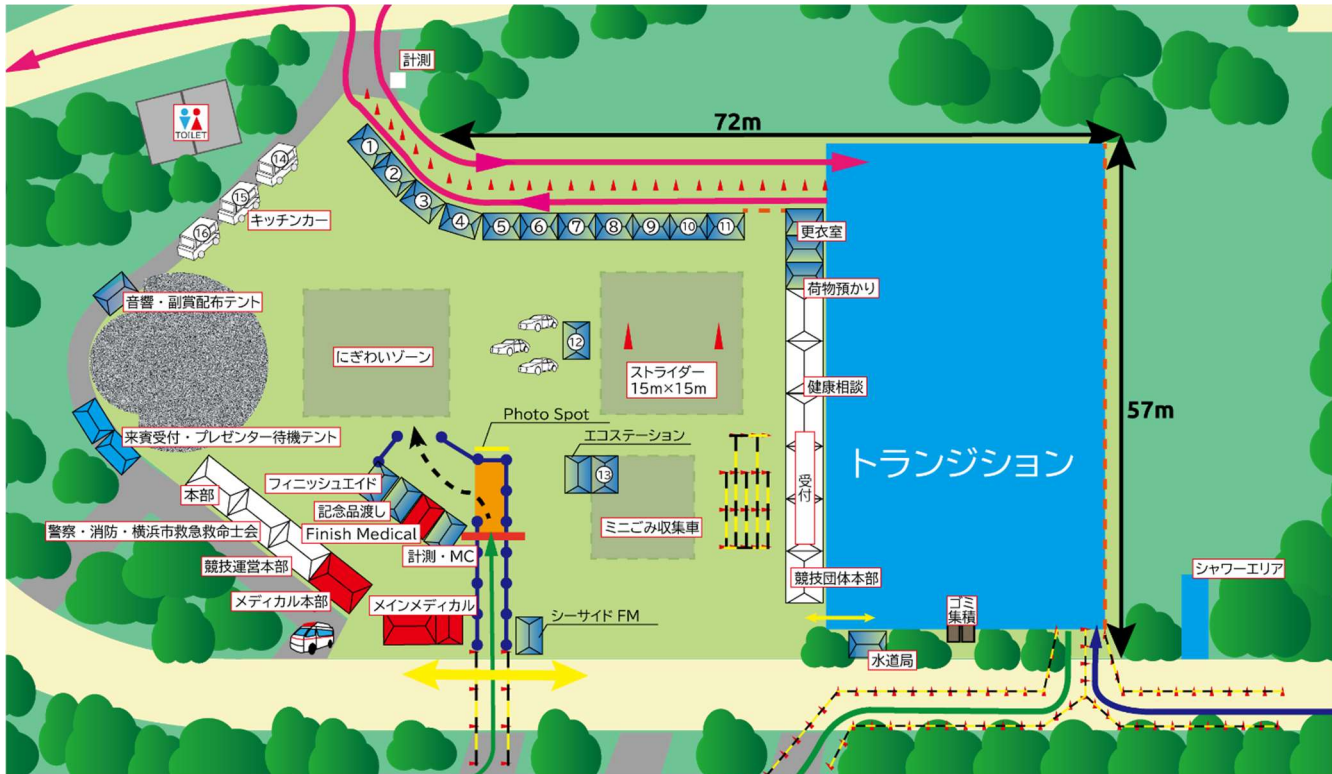 計測
72m
TOILET
①
②
③
④
⑤
⑥
⑦
⑧
⑨
⑩
⑪
⑭
⑮
⑯
キッチンカー
更衣室
荷物預かり
音響・副賞配布テント
にぎわいゾーン
⑫
ストライダー
15m×15m
健康相談
57m
Photo Spot
エコステーション
来賓受付・プレゼンター待機テント
トランジション
⑬
受付
フィニッシュエイド
本部
記念品渡し
ミニごみ収集車
警察・消防・横浜市救急救命士会
Finish Medical
計測・MC
競技運営本部
競技団体本部
シャワーエリア
メディカル本部
メインメディカル
シーサイド FM
ゴミ
集積
水道局